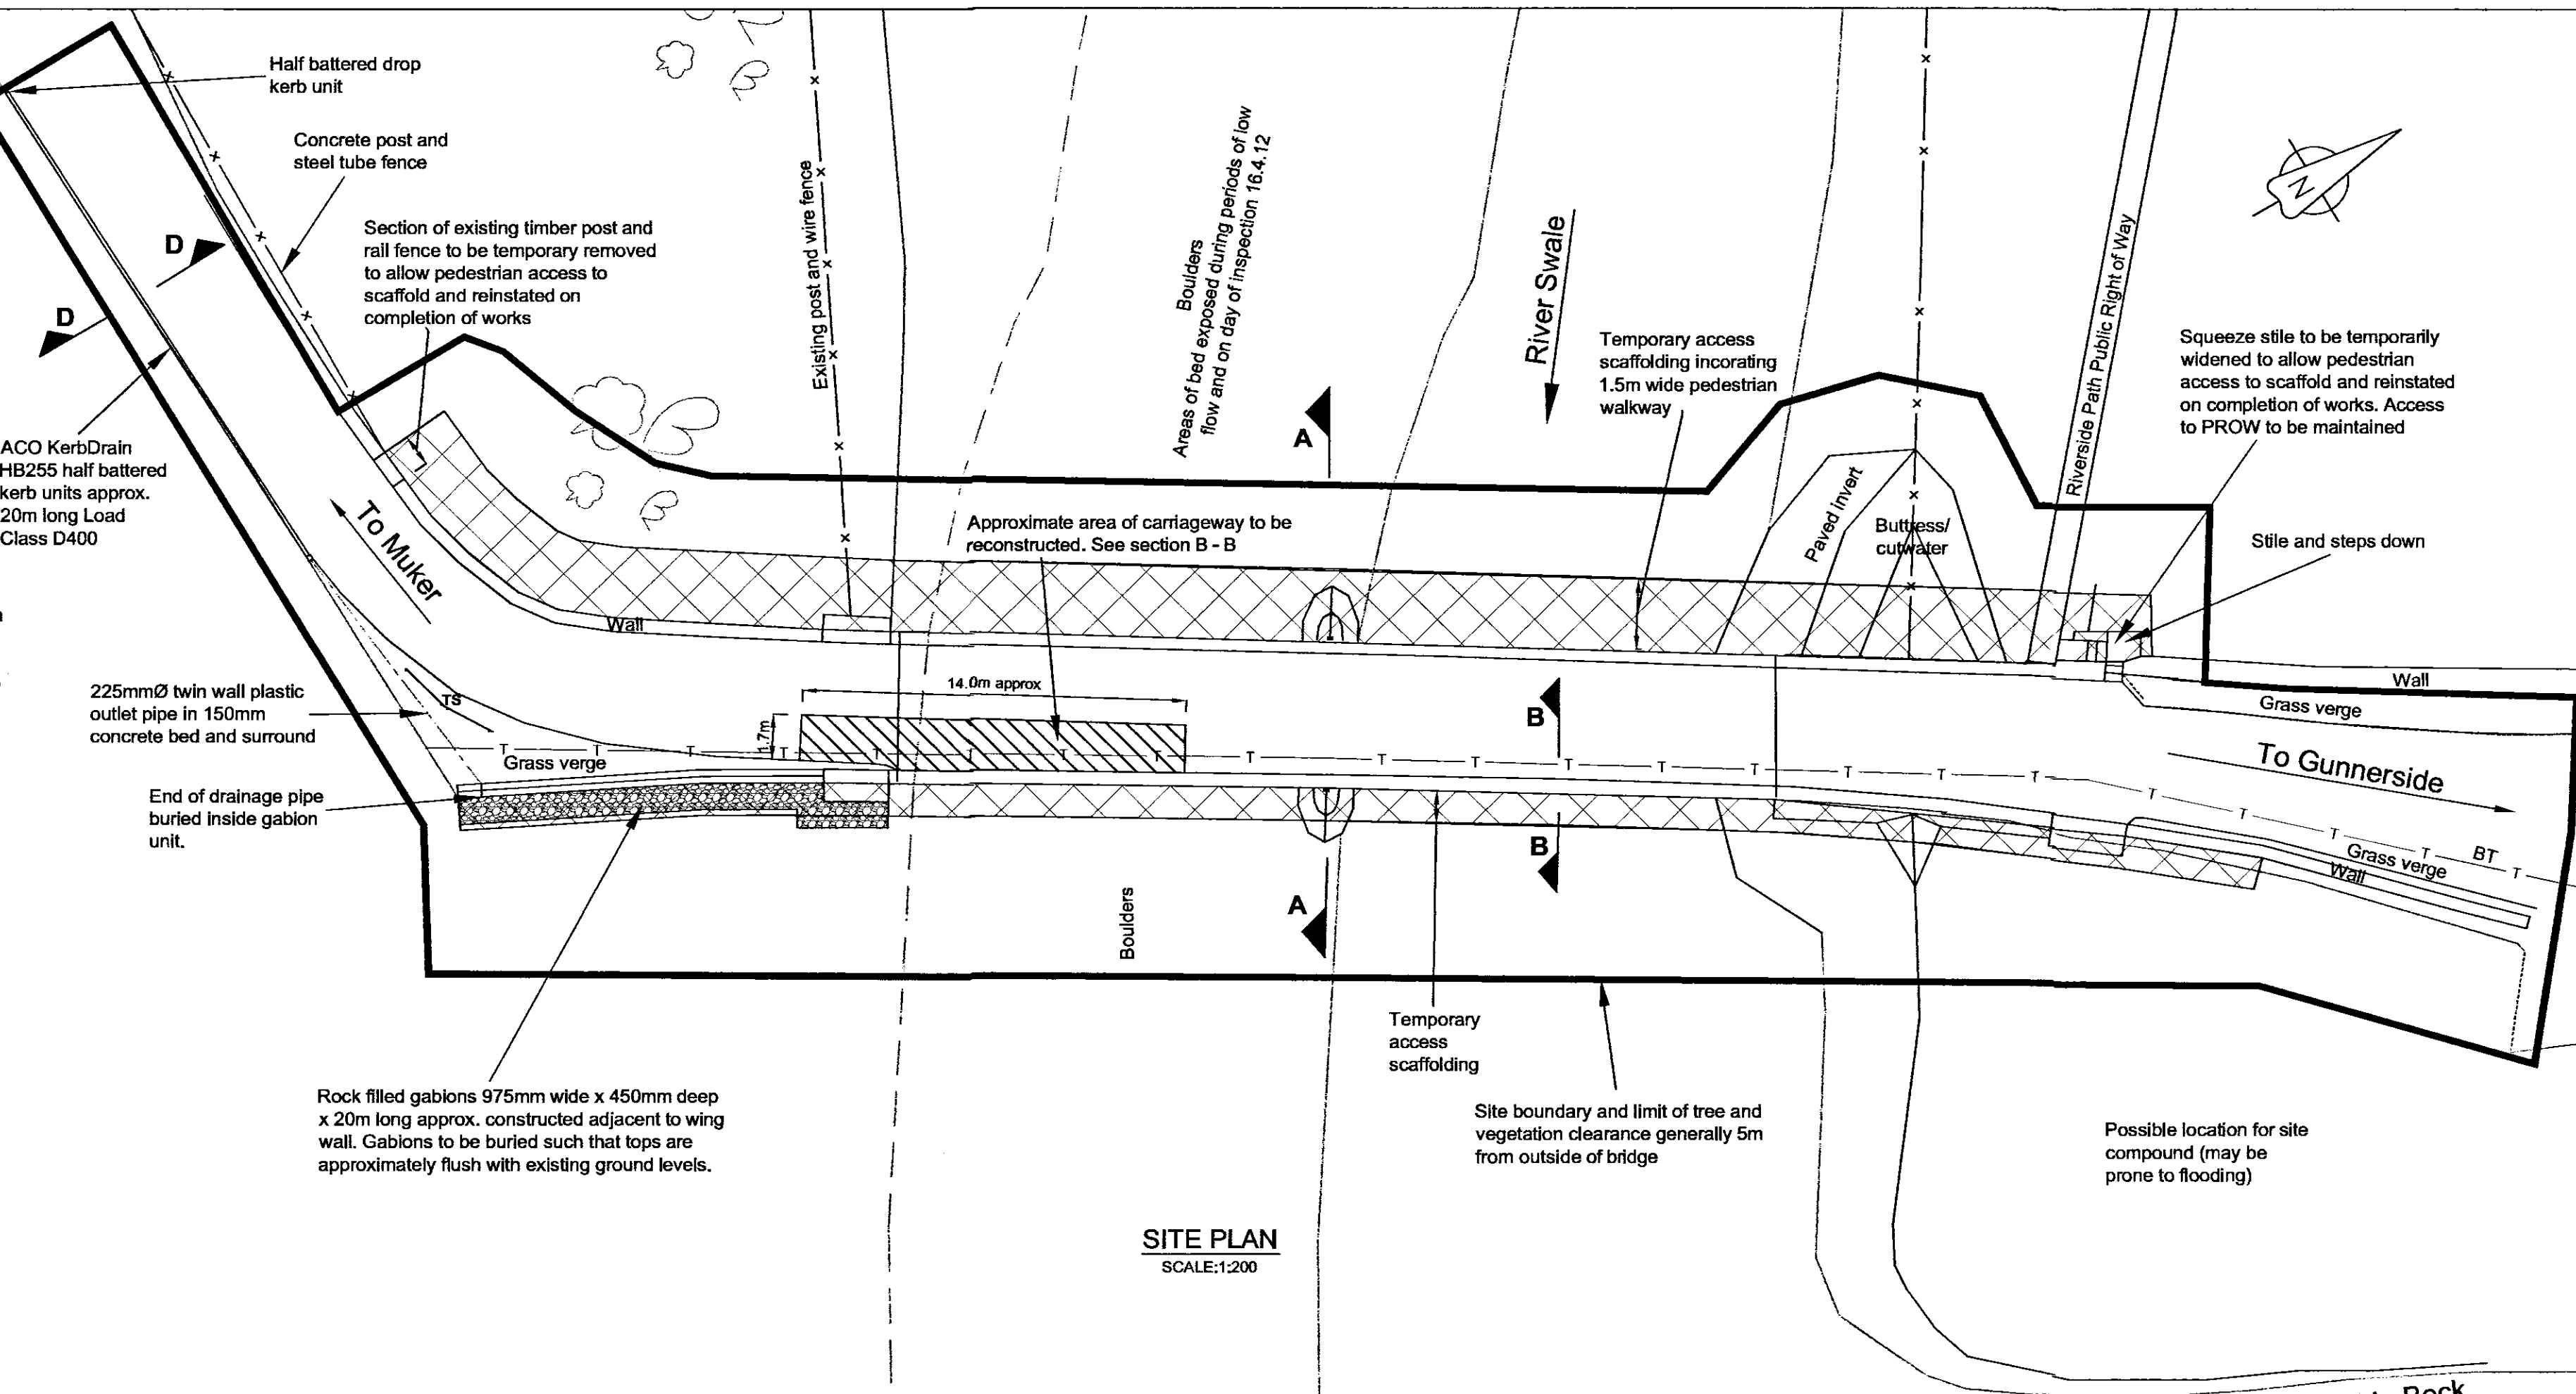 Half battered drop
kerb unit
Concrete post and
steel tube fence
Section of existing timber post and
rail fence to be temporary removed
to allow pedestrian access to
scaffold and reinstated on
completion of works
D
D
ACO KerbDrain
HB255 half battered
kerb units approx.
20m long Load
Class D400
To Muker
Existing post and wire fence
Boulders
Areas of bed exposed during periods of low
flow and on day of inspection 16.4.12
River Swale
A
Temporary access
scaffolding incorating
1.5m wide pedestrian
walkway
Paved invert
Buttress/
cutwater
Riverside Path Public Right of Way
N
Squeeze stile to be temporarily
widened to allow pedestrian
access to scaffold and reinstated
on completion of works. Access
to PROW to be maintained
Stile and steps down
Approximate area of carriageway to be
reconstructed. See section B - B
Wall
14.0m approx
1.7m
TS
225mmØ twin wall plastic
outlet pipe in 150mm
concrete bed and surround
T T T T T T T T T T T T T T T T T T T T T T
Grass verge
End of drainage pipe
buried inside gabion
unit.
B
B
A
Wall
Grass verge
To Gunnerside
BT
Grass verge
Wall
Boulders
Temporary
access
scaffolding
Rock filled gabions 975mm wide x 450mm deep
x 20m long approx. constructed adjacent to wing
wall. Gabions to be buried such that tops are
approximately flush with existing ground levels.
Site boundary and limit of tree and
vegetation clearance generally 5m
from outside of bridge
Possible location for site
compound (may be
prone to flooding)
SITE PLAN
SCALE:1:200
Rock